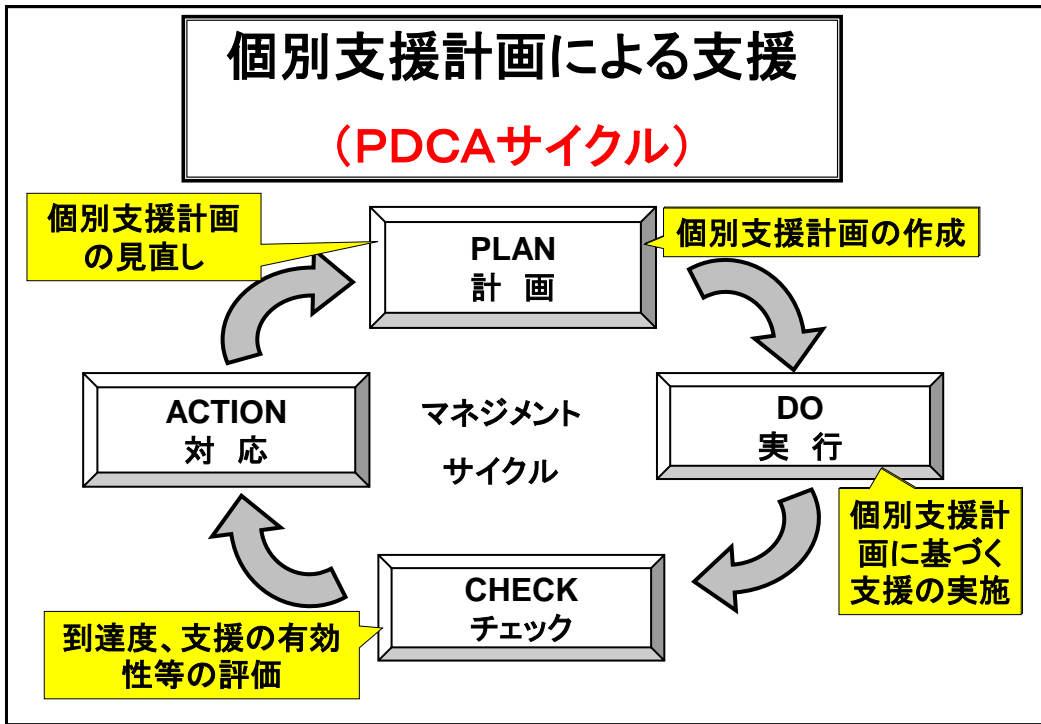 個別支援計画による支援
（ＰＤＣＡサイクル）
個別支援計画
の見直し
PLAN
計　画
個別支援計画の作成
ACTION
対　応
マネジメント
サイクル
DO
実　行
個別支援計
画に基づく
支援の実施
CHECK
チェック
到達度、支援の有効
性等の評価